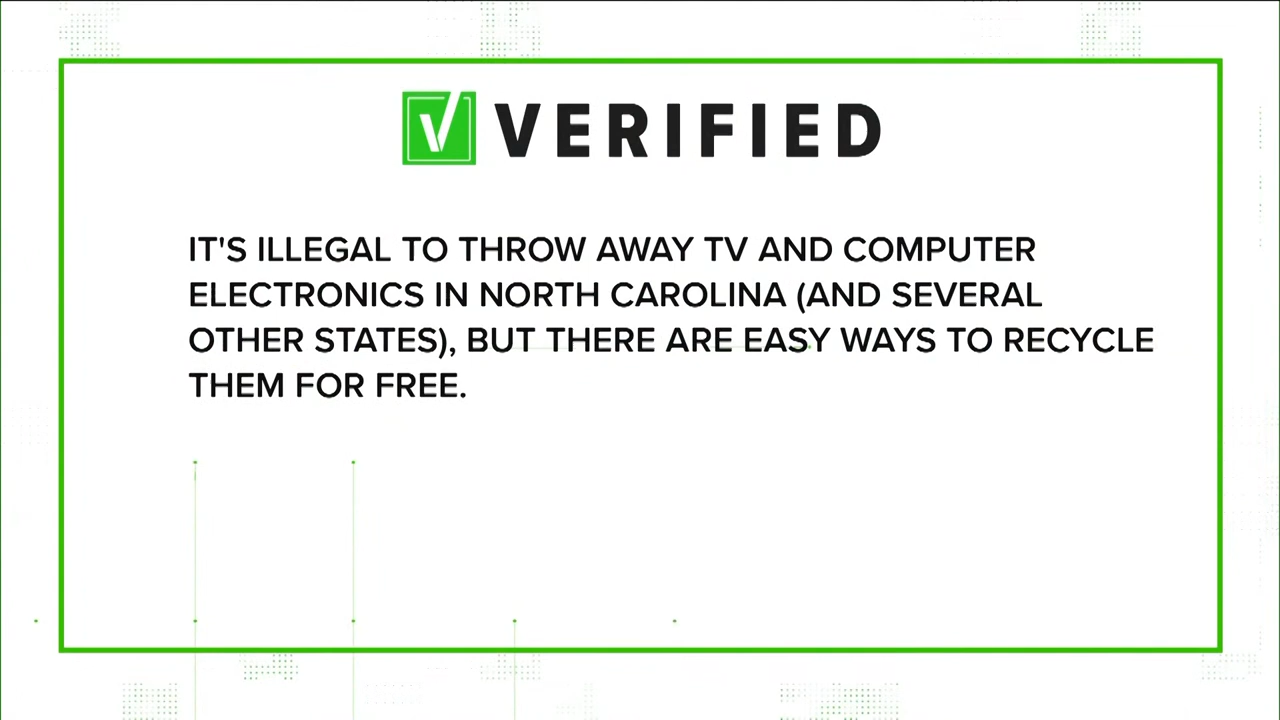 VERIFIED
IT'S ILLEGAL TO THROW AWAY TV AND COMPUTER
ELECTRONICS IN NORTH CAROLINA (AND SEVERAL
OTHER STATES), BUT THERE ARE EASY WAYS TO RECYCLE
THEM FOR FREE.